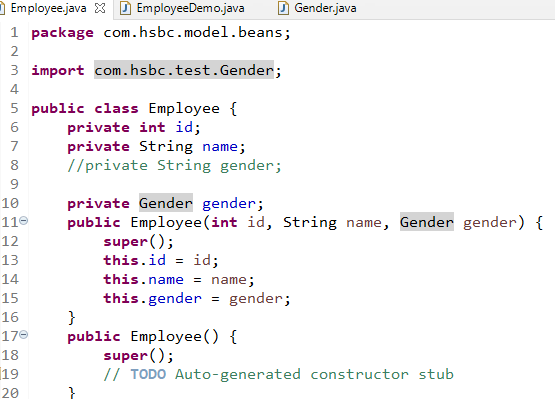 Employee.java EmployeeDemo.java Gender.java
1 package com.hsbc.model.beans;
2
3 import com.hsbc.test.Gender;
4
5 public class Employee {
6 private int id;
7 private String name;
8 //private String gender;
9
10 private Gender gender;
11 public Employee(int id, String name, Gender gender) {
12 super();
13 this.id = id;
14 this.name = name;
15 this.gender = gender;
16 }
17 public Employee() {
18 super();
19 // TODO Auto-generated constructor stub
20 }